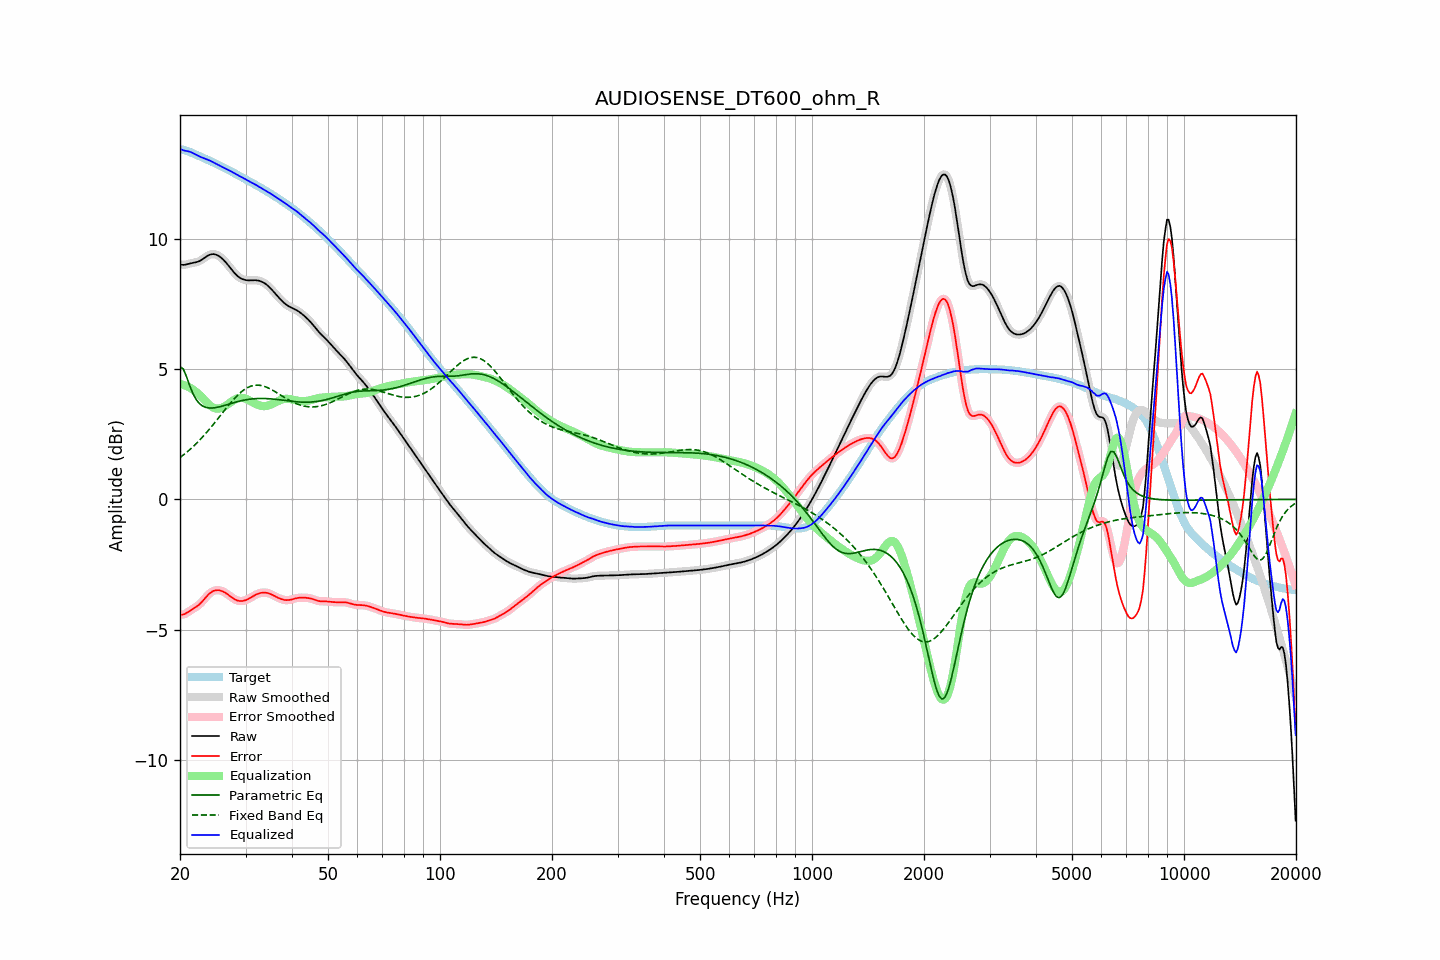 AUDIOSENSE_DT600_ohm_R
Amplitude (dBr)
10
5
0
−5
−10
Target
Raw Smoothed
Error Smoothed
Raw
Error
Equalization
Parametric Eq
Fixed Band Eq
Equalized
20 50 100 200 500 1000 2000 5000 10000 20000
Frequency (Hz)